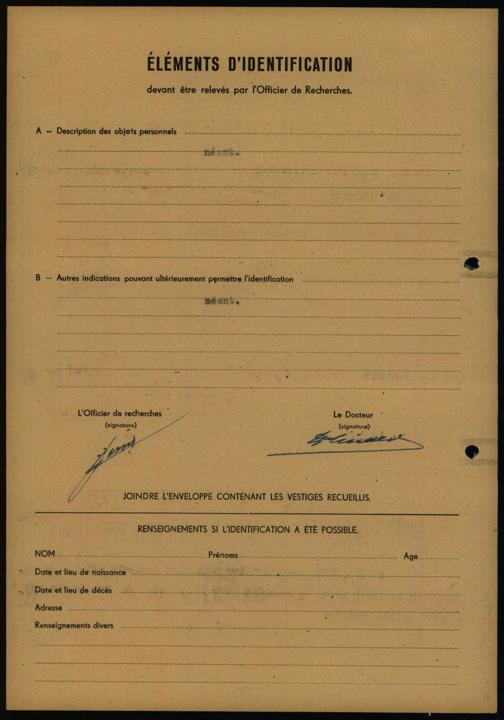 ÉLÉMENTS D'IDENTIFICATION
devant être relevés par l'Officier de Recherches.
A — Description des objets personnels
néant.
B — Autres indications pouvant ultérieurement permettre l'identification
néant.
L'Officier de recherches
(signature)
Le Docteur
(signature)
JOINDRE L'ENVELOPPE CONTENANT LES VESTIGES RECUEILLIS.
RENSEIGNEMENTS SI L'IDENTIFICATION A ÉTÉ POSSIBLE.
NOM Prénoms Age
Date et lieu de naissance
Date et lieu de décès
Adresse
Renseignements divers